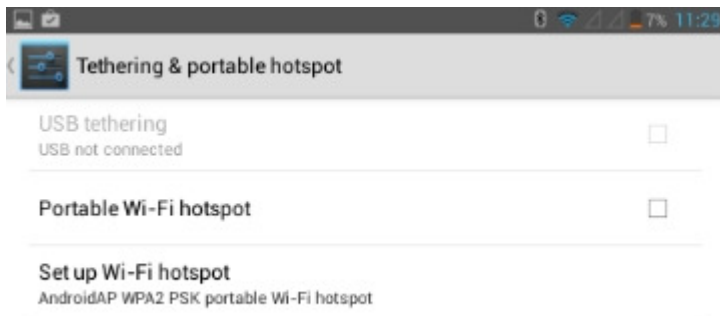 7% 11:29
Tethering & portable hotspot
USB tethering
USB not connected
Portable Wi-Fi hotspot
Set up Wi-Fi hotspot
AndroidAP WPA2 PSK portable Wi-Fi hotspot